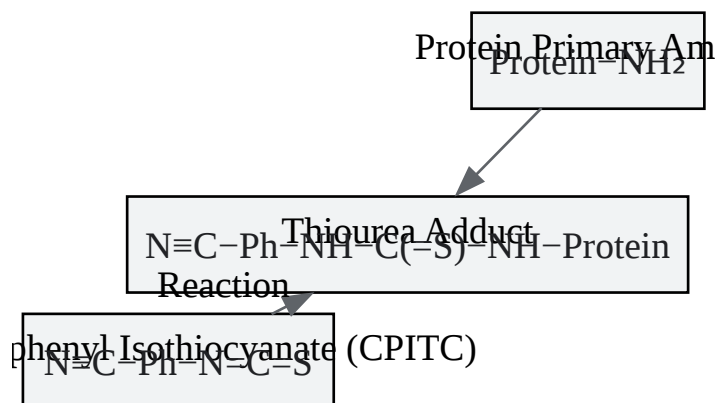 Protein Primary Am
Protein−NH₂
Thiourea Adduct
N≡C−Ph−NH−C(=S)−NH−Protein
Reaction
phenyl Isothiocyanate (CPITC)
N≡C−Ph−N=C=S